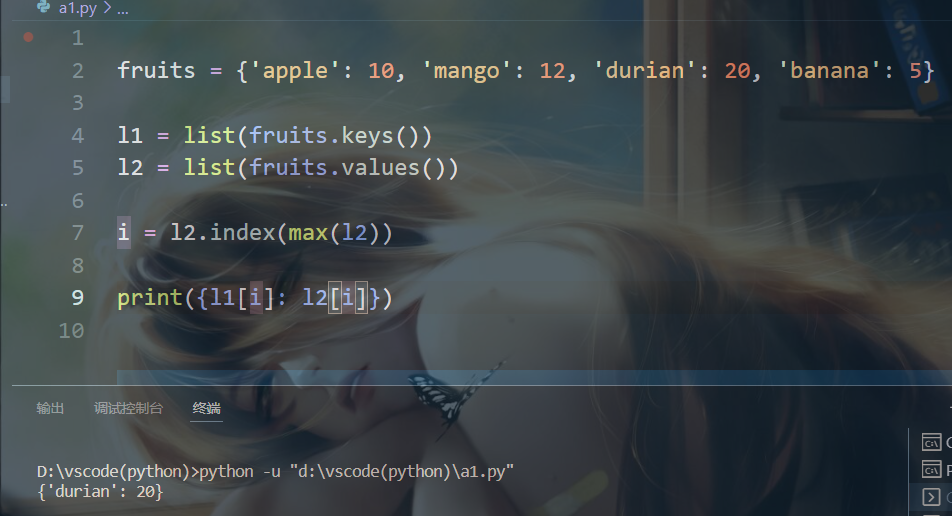 a1.py > ...
1
2 fruits = {'apple': 10, 'mango': 12, 'durian': 20, 'banana': 5}
3
4 l1 = list(fruits.keys())
5 l2 = list(fruits.values())
6
7 i = l2.index(max(l2))
8
9 print({l1[i]: l2[i]})
10
输出 调试控制台 终端
D:\vscode(python)>python -u "d:\vscode(python)\a1.py"
{'durian': 20}